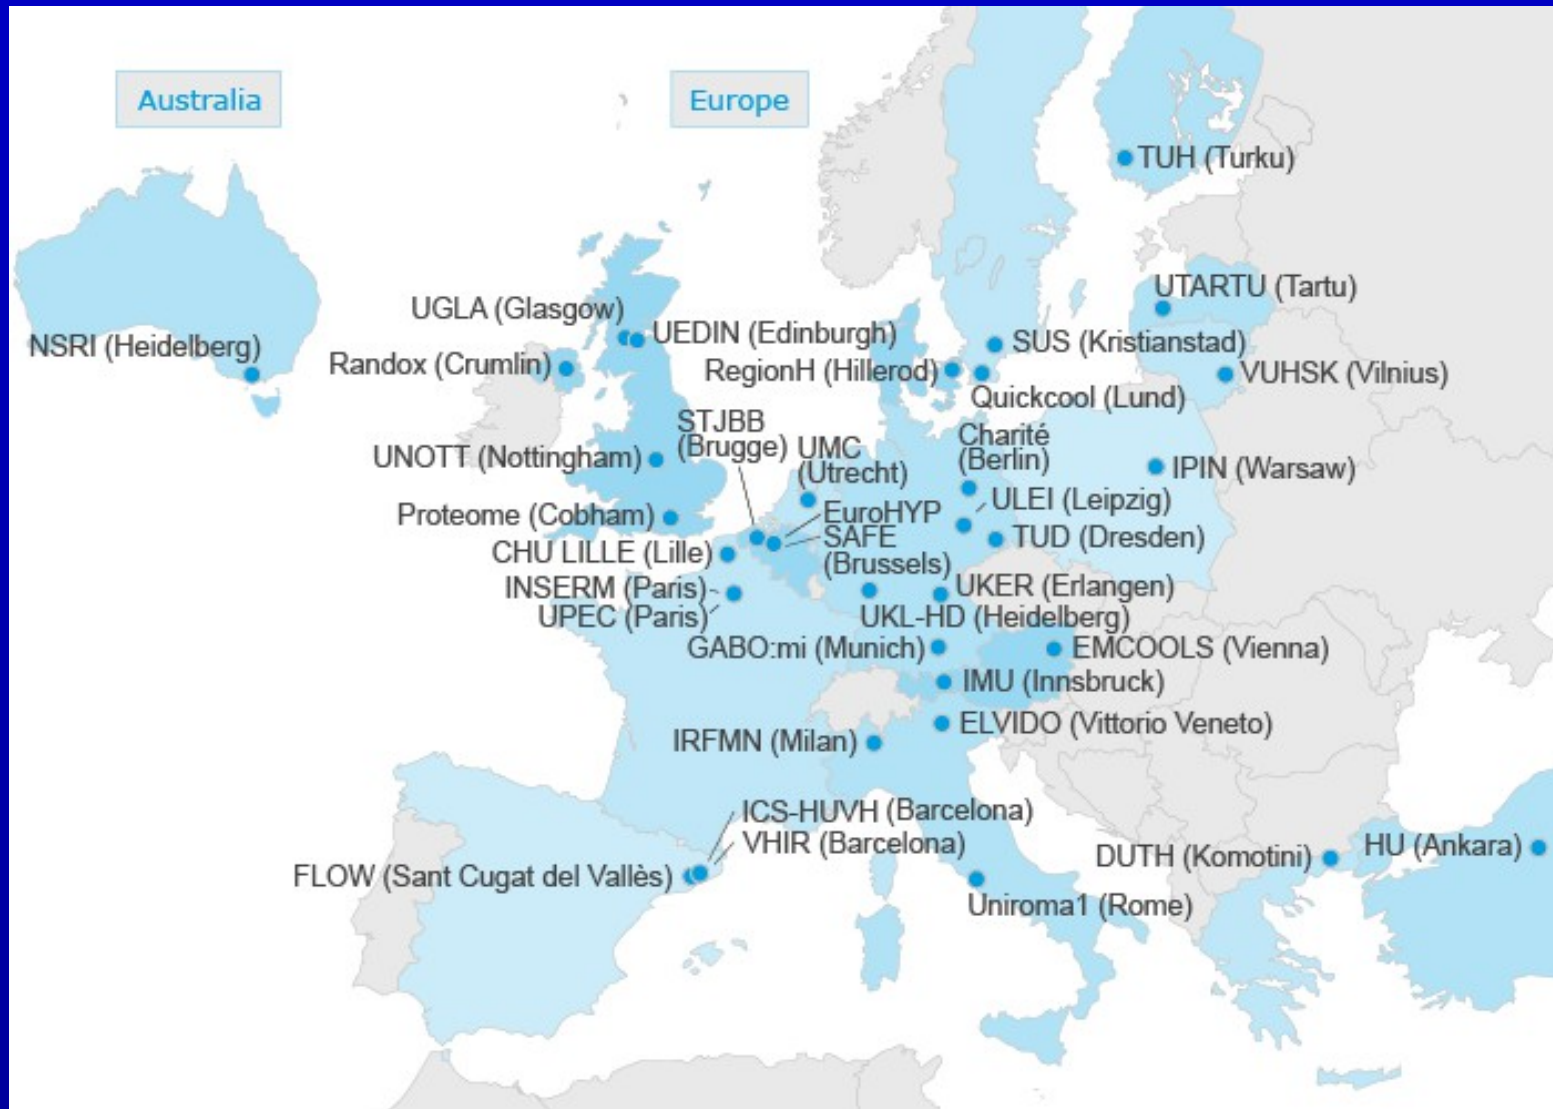 Australia
Europe
TUH (Turku)
UTARTU (Tartu)
UGLA (Glasgow)
UEDIN (Edinburgh)
SUS (Kristianstad)
NSRI (Heidelberg)
Randox (Crumlin)
RegionH (Hillerod)
VUHSK (Vilnius)
Quickcool (Lund)
STJBB
(Brugge)
UMC
(Utrecht)
Charité
(Berlin)
UNOTT (Nottingham)
IPIN (Warsaw)
ULEI (Leipzig)
Proteome (Cobham)
EuroHYP
SAFE
(Brussels)
TUD (Dresden)
CHU LILLE (Lille)
INSERM (Paris)
UPEC (Paris)
UKER (Erlangen)
UKL-HD (Heidelberg)
GABO:mi (Munich)
EMCOOLS (Vienna)
IMU (Innsbruck)
ELVIDO (Vittorio Veneto)
IRFMN (Milan)
ICS-HUVH (Barcelona)
VHIR (Barcelona)
FLOW (Sant Cugat del Vallès)
DUTH (Komotini)
HU (Ankara)
Uniroma1 (Rome)